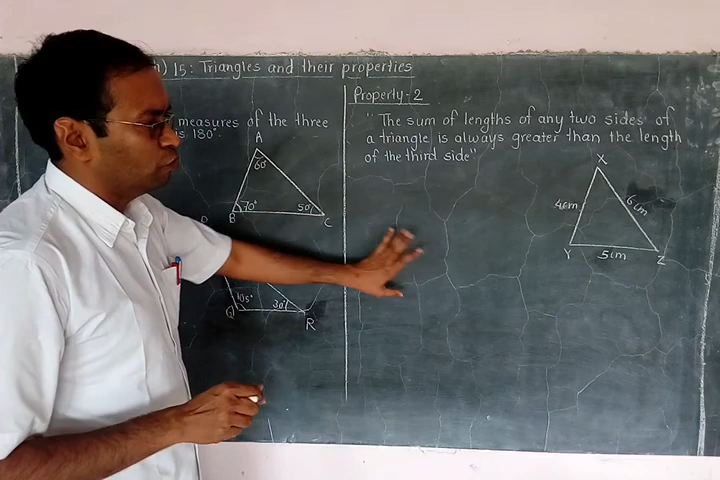 15: Triangles and their properties
measures of the three
is 180°.
A
60°
70°
50°
B
C
105°
30°
Q
R
Property-2
"The sum of lengths of any two sides of
a triangle is always greater than the length
of the third side"
X
4cm
6cm
Y
Z
5cm